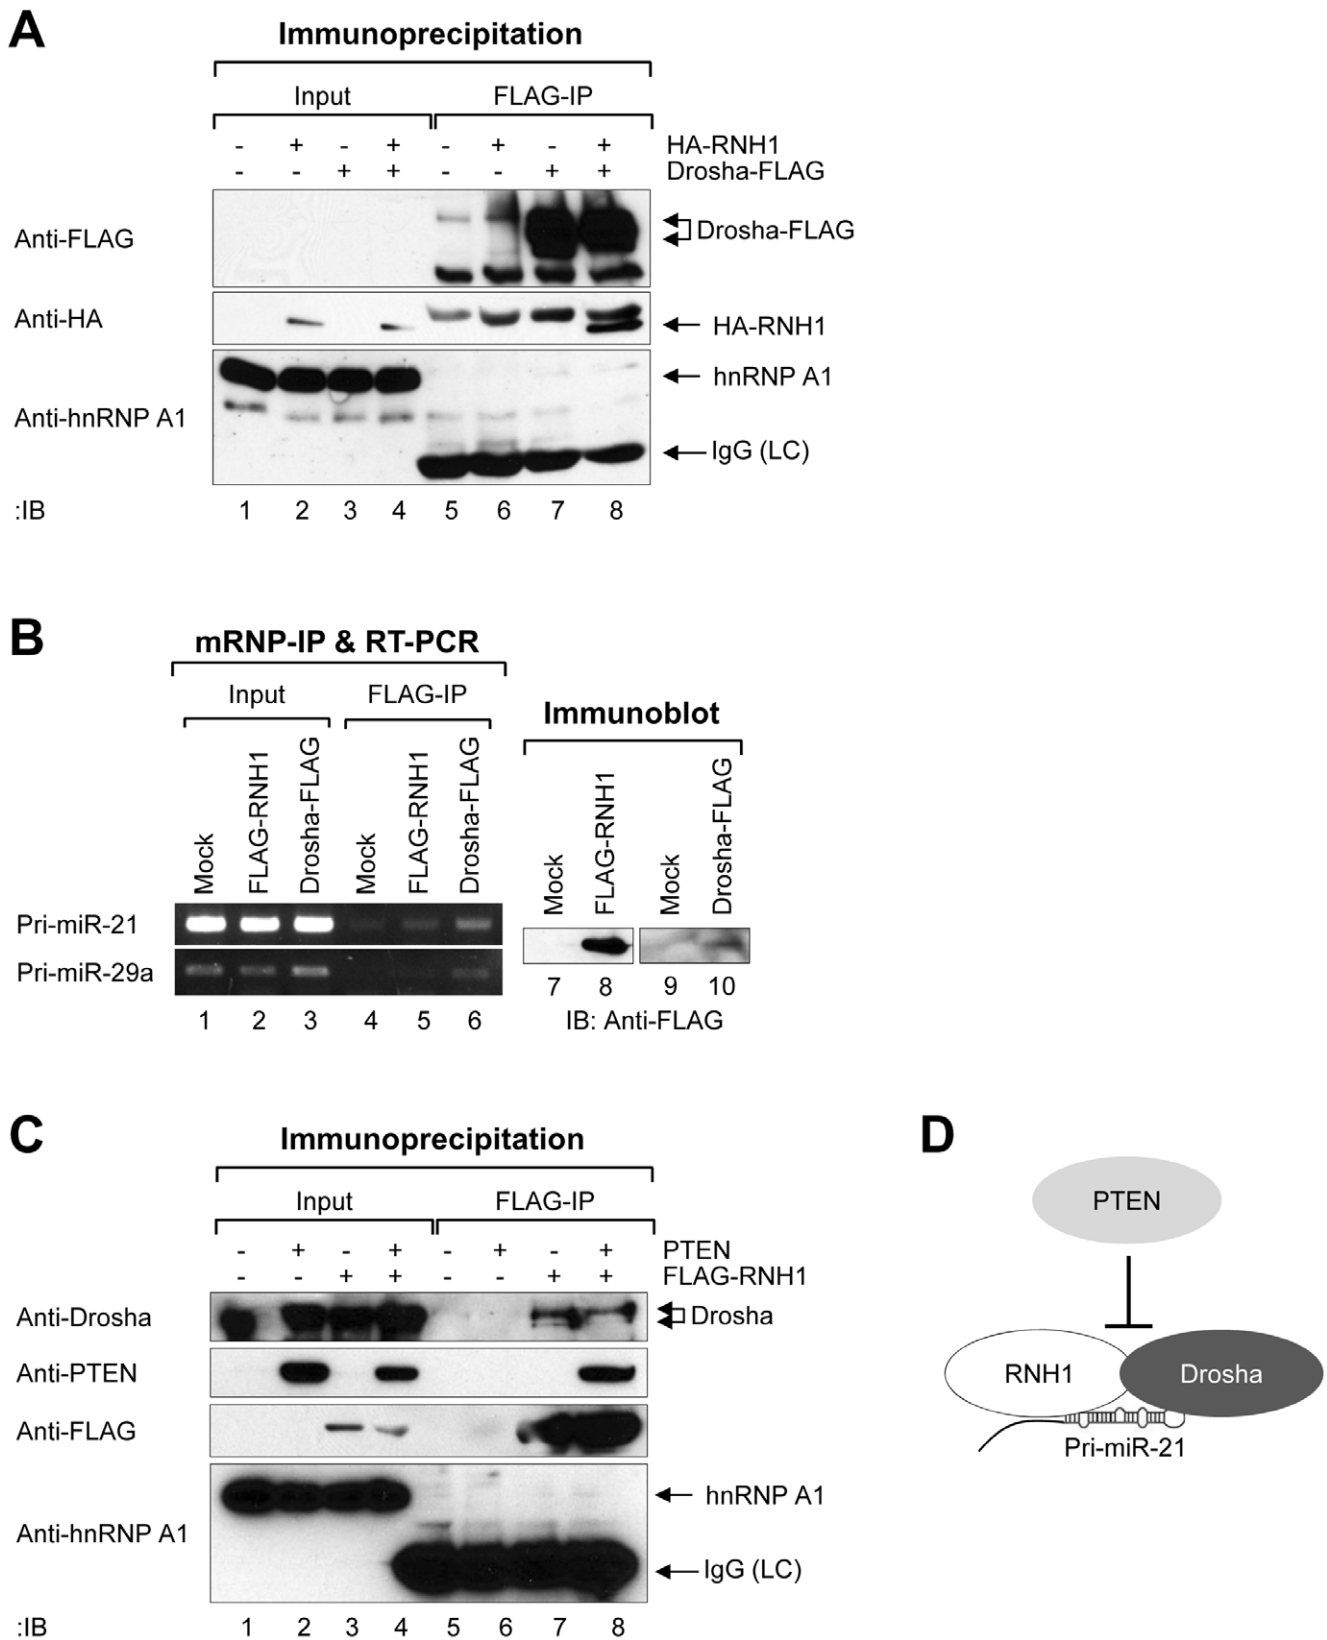 A
Immunoprecipitation
Input FLAG-IP
- + - + - + - + HA-RNH1
- - + + - - + + Drosha-FLAG
Anti-FLAG Drosha-FLAG
Anti-HA HA-RNH1
hnRNP A1
Anti-hnRNP A1
IgG (LC)
:IB 1 2 3 4 5 6 7 8
B
mRNP-IP & RT-PCR
Input FLAG-IP
Immunoblot
Mock FLAG-RNH1 Drosha-FLAG Mock FLAG-RNH1 Drosha-FLAG
Mock FLAG-RNH1 Mock Drosha-FLAG
Pri-miR-21
Pri-miR-29a
7 8 9 10
1 2 3 4 5 6 IB: Anti-FLAG
C
Immunoprecipitation
Input FLAG-IP
- + - + - + - + PTEN
- - + + - - + + FLAG-RNH1
Anti-Drosha Drosha
Anti-PTEN
Anti-FLAG
hnRNP A1
Anti-hnRNP A1
IgG (LC)
:IB 1 2 3 4 5 6 7 8
D
PTEN
RNH1 Drosha
Pri-miR-21